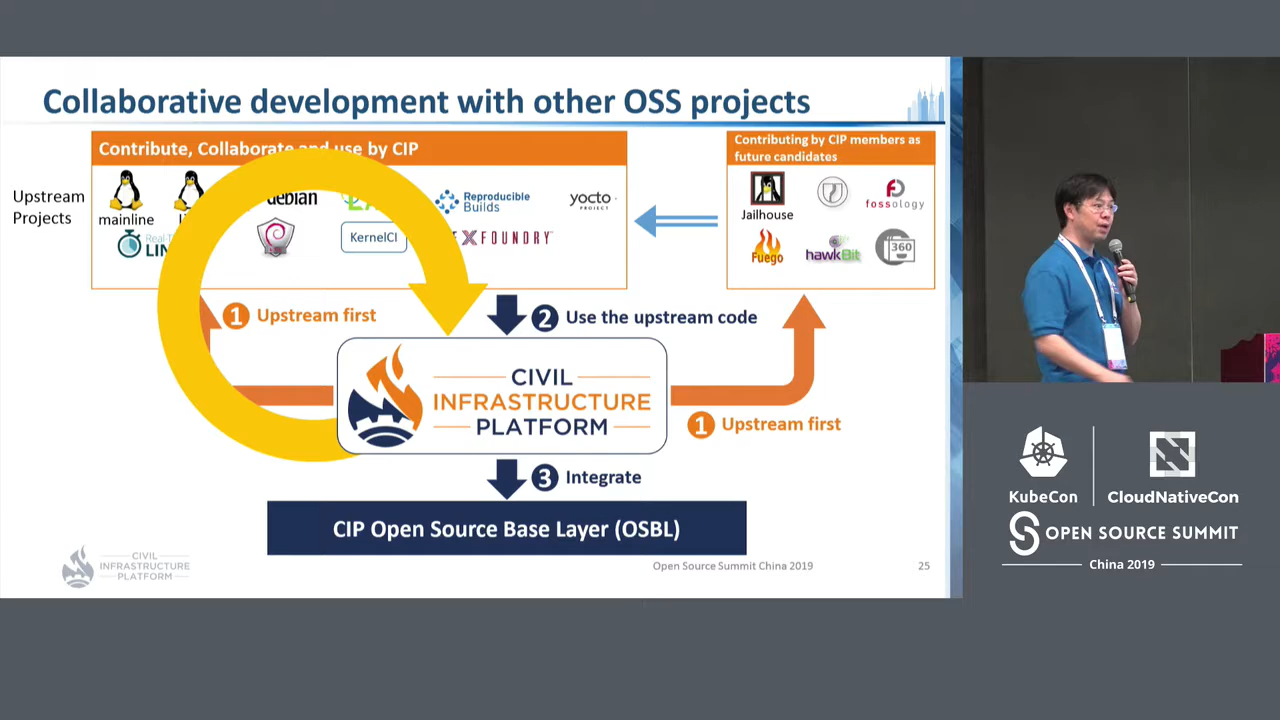 Collaborative development with other OSS projects
Contribute, Collaborate and use by CIP
Contributing by CIP members as
future candidates
Upstream
Projects
mainline
debian
Reproducible
Builds
yocto
PROJECT
KernelCI
FOUNDRY
Jailhouse
fossology
Fuego
hawkBit
360
1 Upstream first
2 Use the upstream code
CIVIL
INFRASTRUCTURE
PLATFORM
1 Upstream first
3 Integrate
CIP Open Source Base Layer (OSBL)
CIVIL
INFRASTRUCTURE
PLATFORM
Open Source Summit China 2019
25
KubeCon
CloudNativeCon
OPEN SOURCE SUMMIT
China 2019